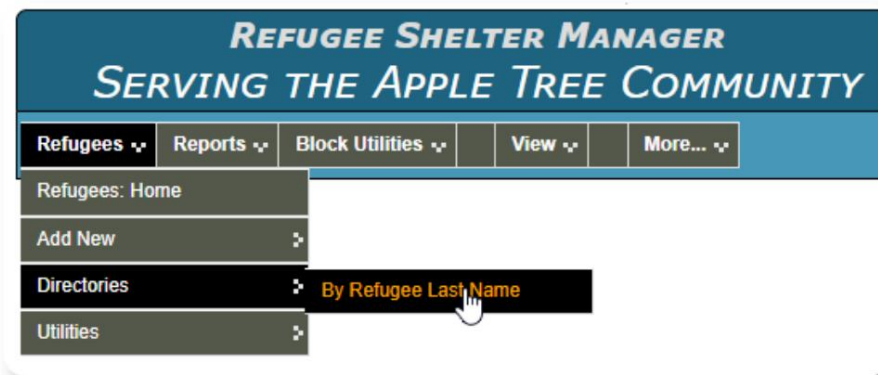 REFUGEE SHELTER MANAGER
SERVING THE APPLE TREE COMMUNITY
Refugees Reports Block Utilities View More...
Refugees: Home
Add New
Directories By Refugee Last Name
Utilities